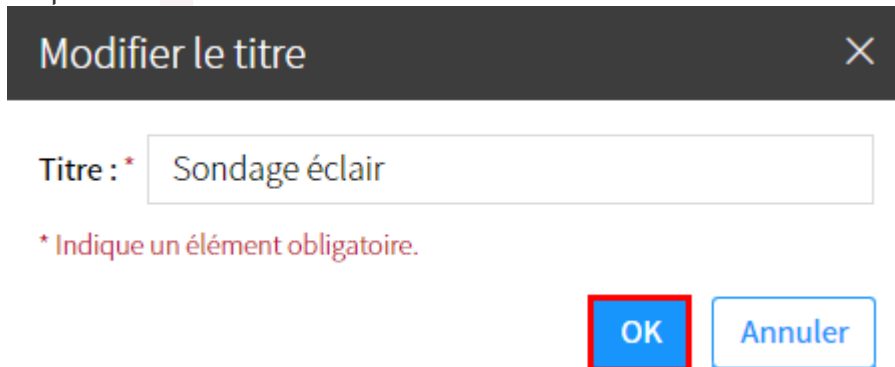 Modifier le titre
Titre : * Sondage éclair
* Indique un élément obligatoire.
OK Annuler